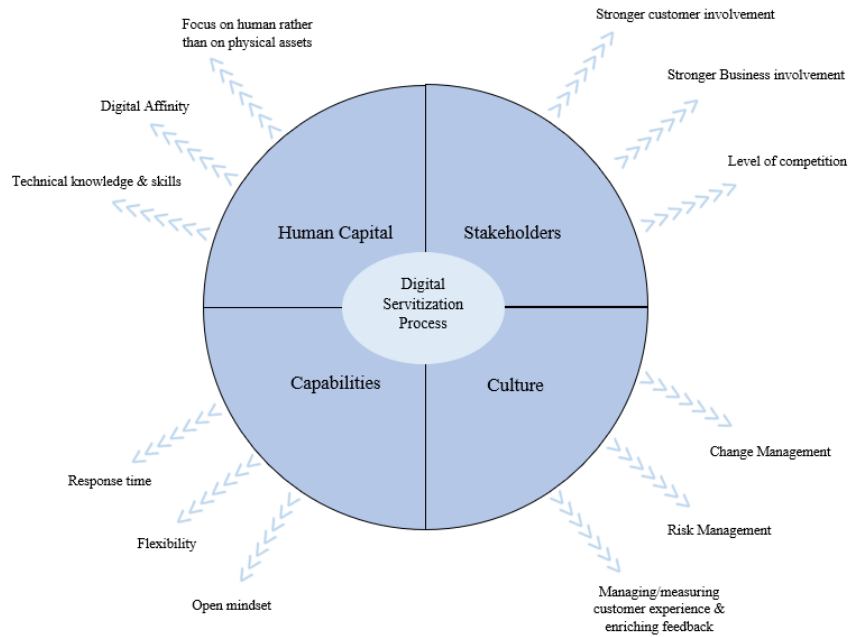 Focus on human rather
than on physical assets
Digital Affinity
Technical knowledge & skills
Stronger customer involvement
Stronger Business involvement
Level of competition
Human Capital
Stakeholders
Digital
Servitization
Process
Capabilities
Culture
Response time
Flexibility
Open mindset
Change Management
Risk Management
Managing/measuring
customer experience &
enriching feedback